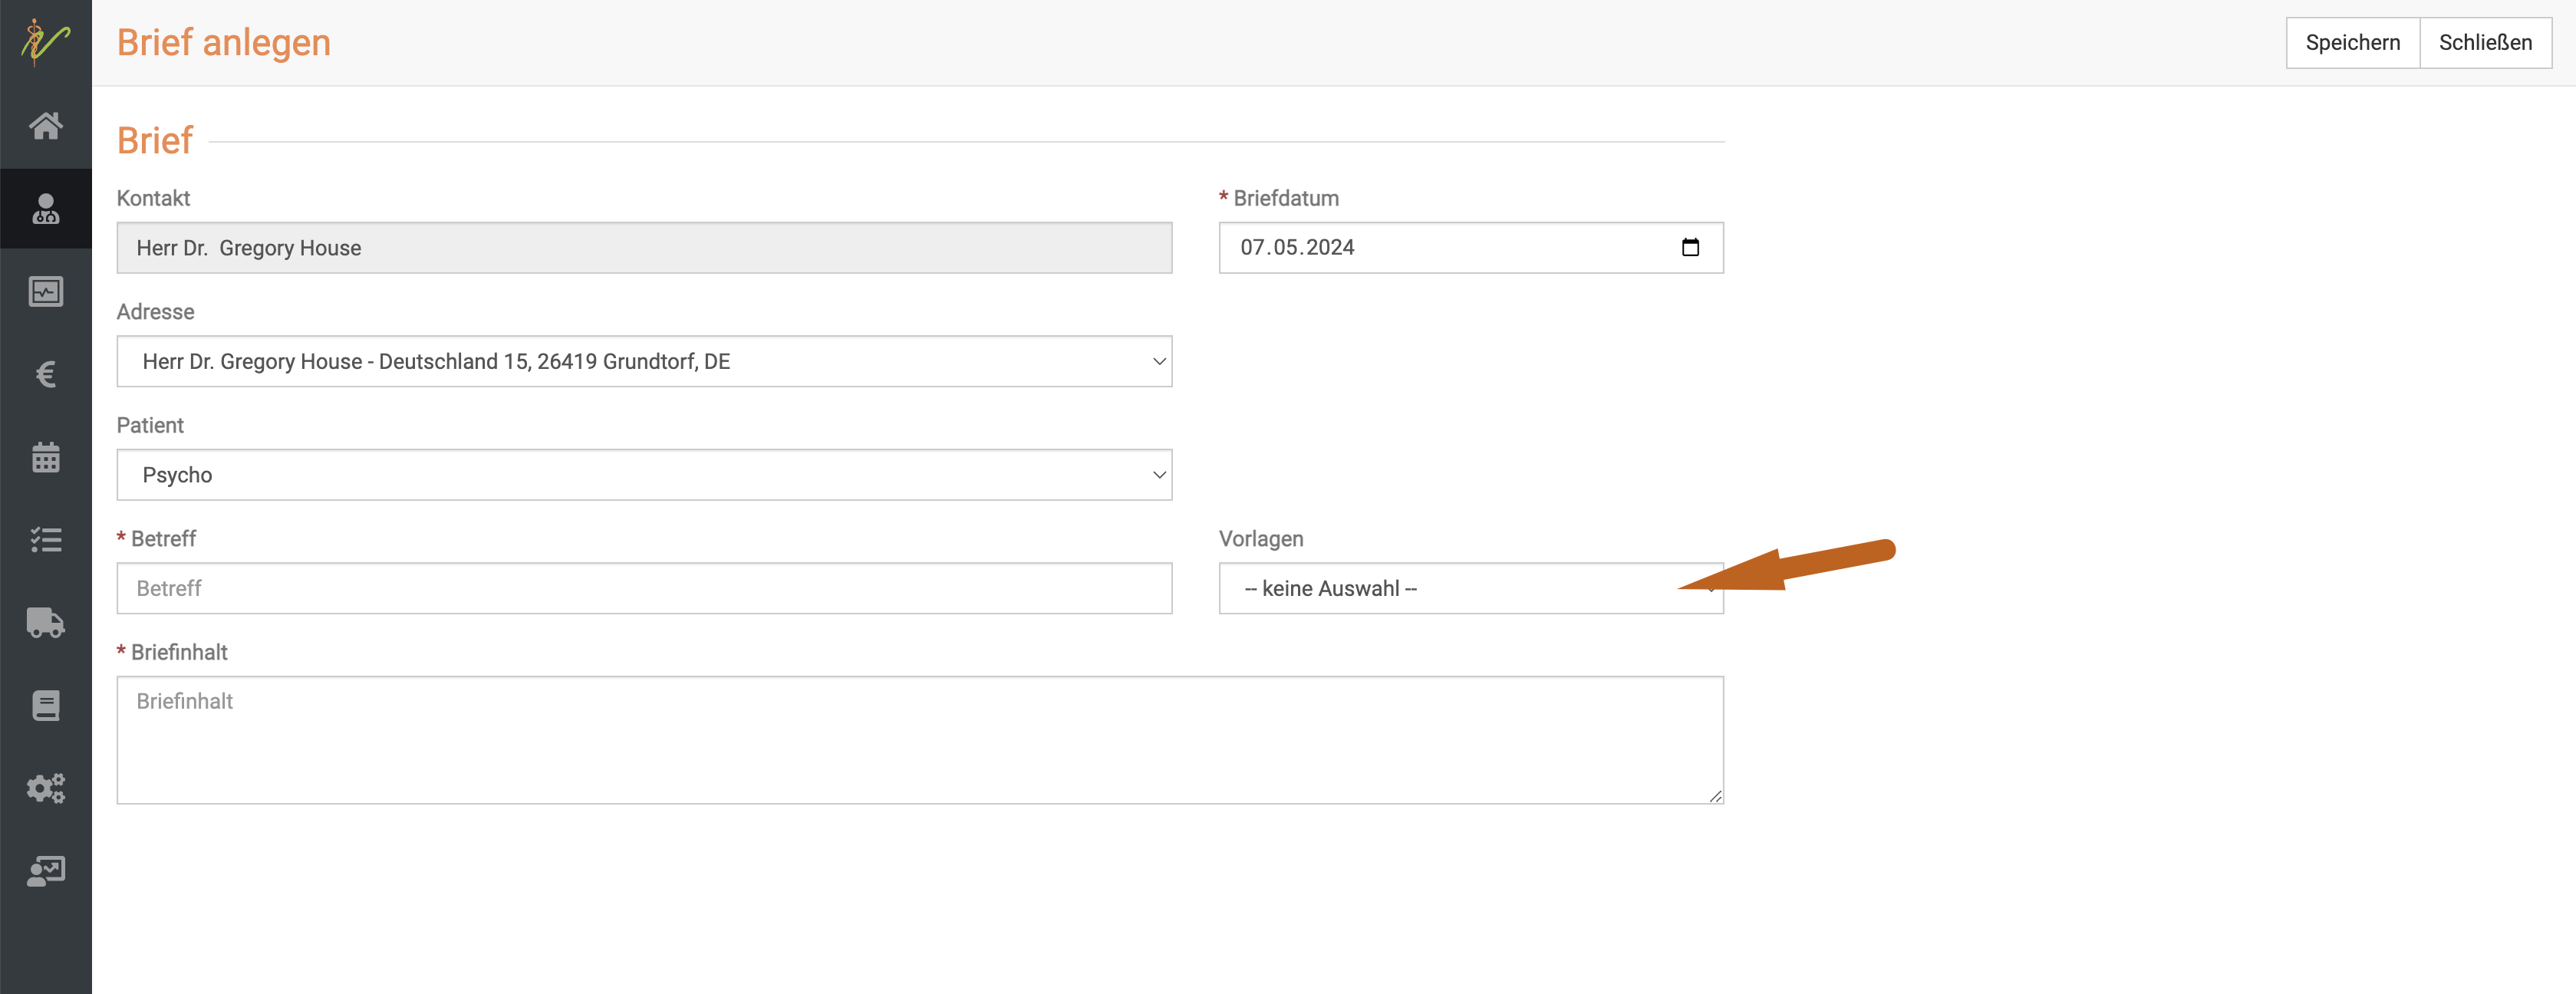 Brief anlegen
Speichern
Schließen
Brief
Kontakt
* Briefdatum
Herr Dr.  Gregory House
07.05.2024
Adresse
Herr Dr. Gregory House - Deutschland 15, 26419 Grundtorf, DE
Patient
Psycho
* Betreff
Vorlagen
Betreff
-- keine Auswahl --
* Briefinhalt
Briefinhalt